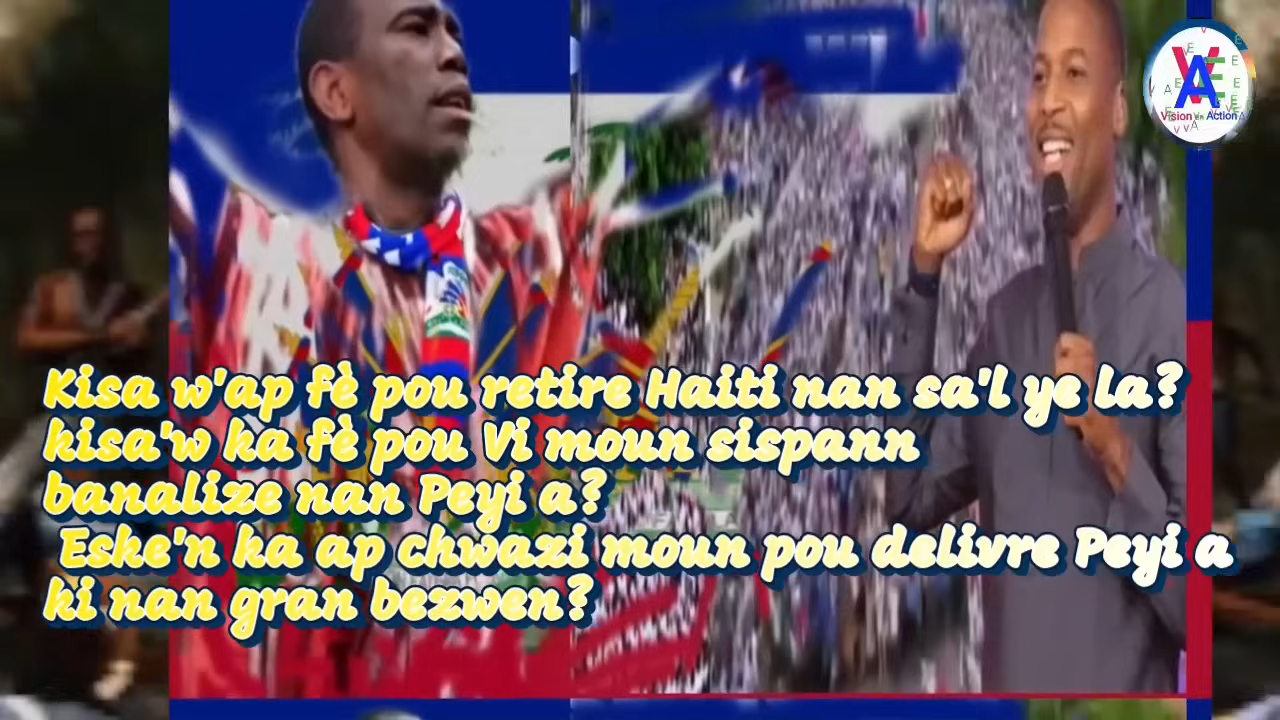 Vision en Action
Kisa w'ap fè pou retire Haiti nan sa'l ye la?
kisa'w ka fè pou Vi moun sispann
banalize nan Peyi a?
Eske'n ka ap chwazi moun pou delivre Peyi a
ki nan gran bezwen?